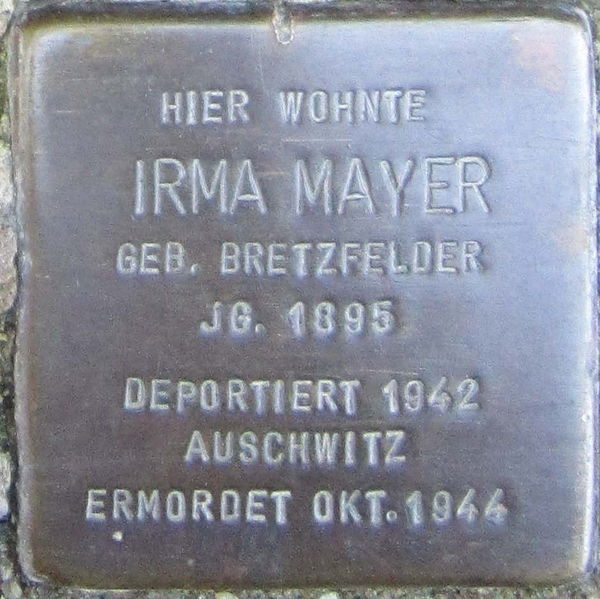 HIER WOHNTE
IRMA MAYER
GEB. BRETZFELDER
JG. 1895
DEPORTIERT 1942
AUSCHWITZ
ERMORDET OKT. 1944